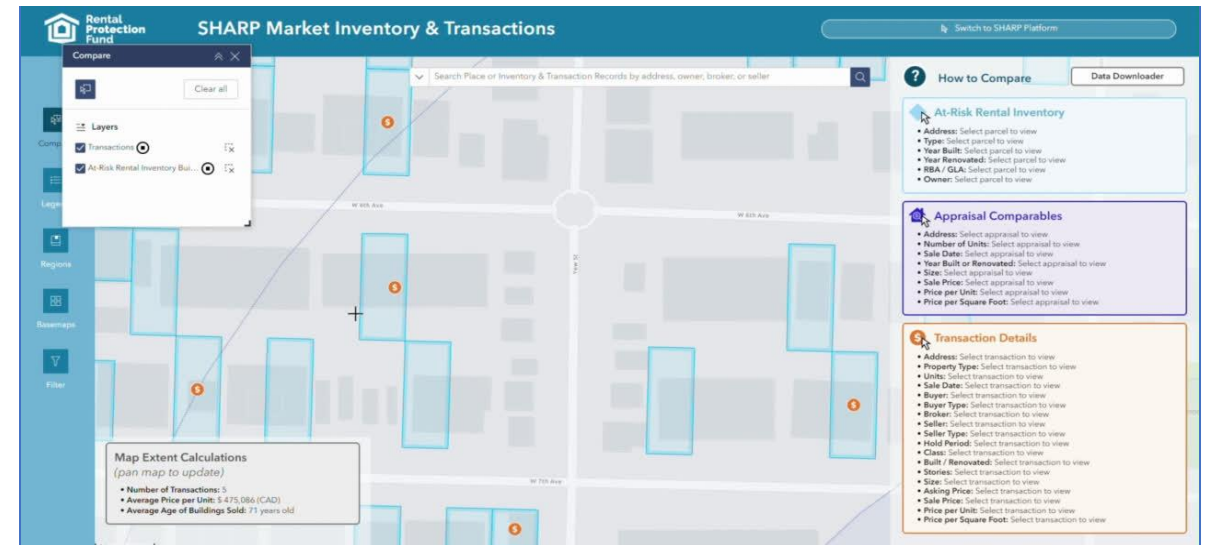 Rental
Protection
Fund
SHARP Market Inventory & Transactions
Switch to SHARP Platform
Compare
Clear all
Layers
Transactions
At-Risk Rental Inventory Bui...
Regions
Basemaps
Filter
Search Place or Inventory & Transaction Records by address, owner, broker, or seller
W 6th Ave
W 6th Ave
Yew St
W 7th Ave
Map Extent Calculations
(pan map to update)
• Number of Transactions: 5
• Average Price per Unit: $ 475,086 (CAD)
• Average Age of Buildings Sold: 71 years old
? How to Compare
Data Downloader
At-Risk Rental Inventory
• Address: Select parcel to view
• Type: Select parcel to view
• Year Built: Select parcel to view
• Year Renovated: Select parcel to view
• RBA / GLA: Select parcel to view
• Owner: Select parcel to view
Appraisal Comparables
• Address: Select appraisal to view
• Number of Units: Select appraisal to view
• Sale Date: Select appraisal to view
• Year Built or Renovated: Select appraisal to view
• Size: Select appraisal to view
• Sale Price: Select appraisal to view
• Price per Unit: Select appraisal to view
• Price per Square Foot: Select appraisal to view
Transaction Details
• Address: Select transaction to view
• Property Type: Select transaction to view
• Units: Select transaction to view
• Sale Date: Select transaction to view
• Buyer: Select transaction to view
• Buyer Type: Select transaction to view
• Broker: Select transaction to view
• Seller: Select transaction to view
• Seller Type: Select transaction to view
• Hold Period: Select transaction to view
• Class: Select transaction to view
• Built / Renovated: Select transaction to view
• Stories: Select transaction to view
• Size: Select transaction to view
• Asking Price: Select transaction to view
• Sale Price: Select transaction to view
• Price per Unit: Select transaction to view
• Price per Square Foot: Select transaction to view